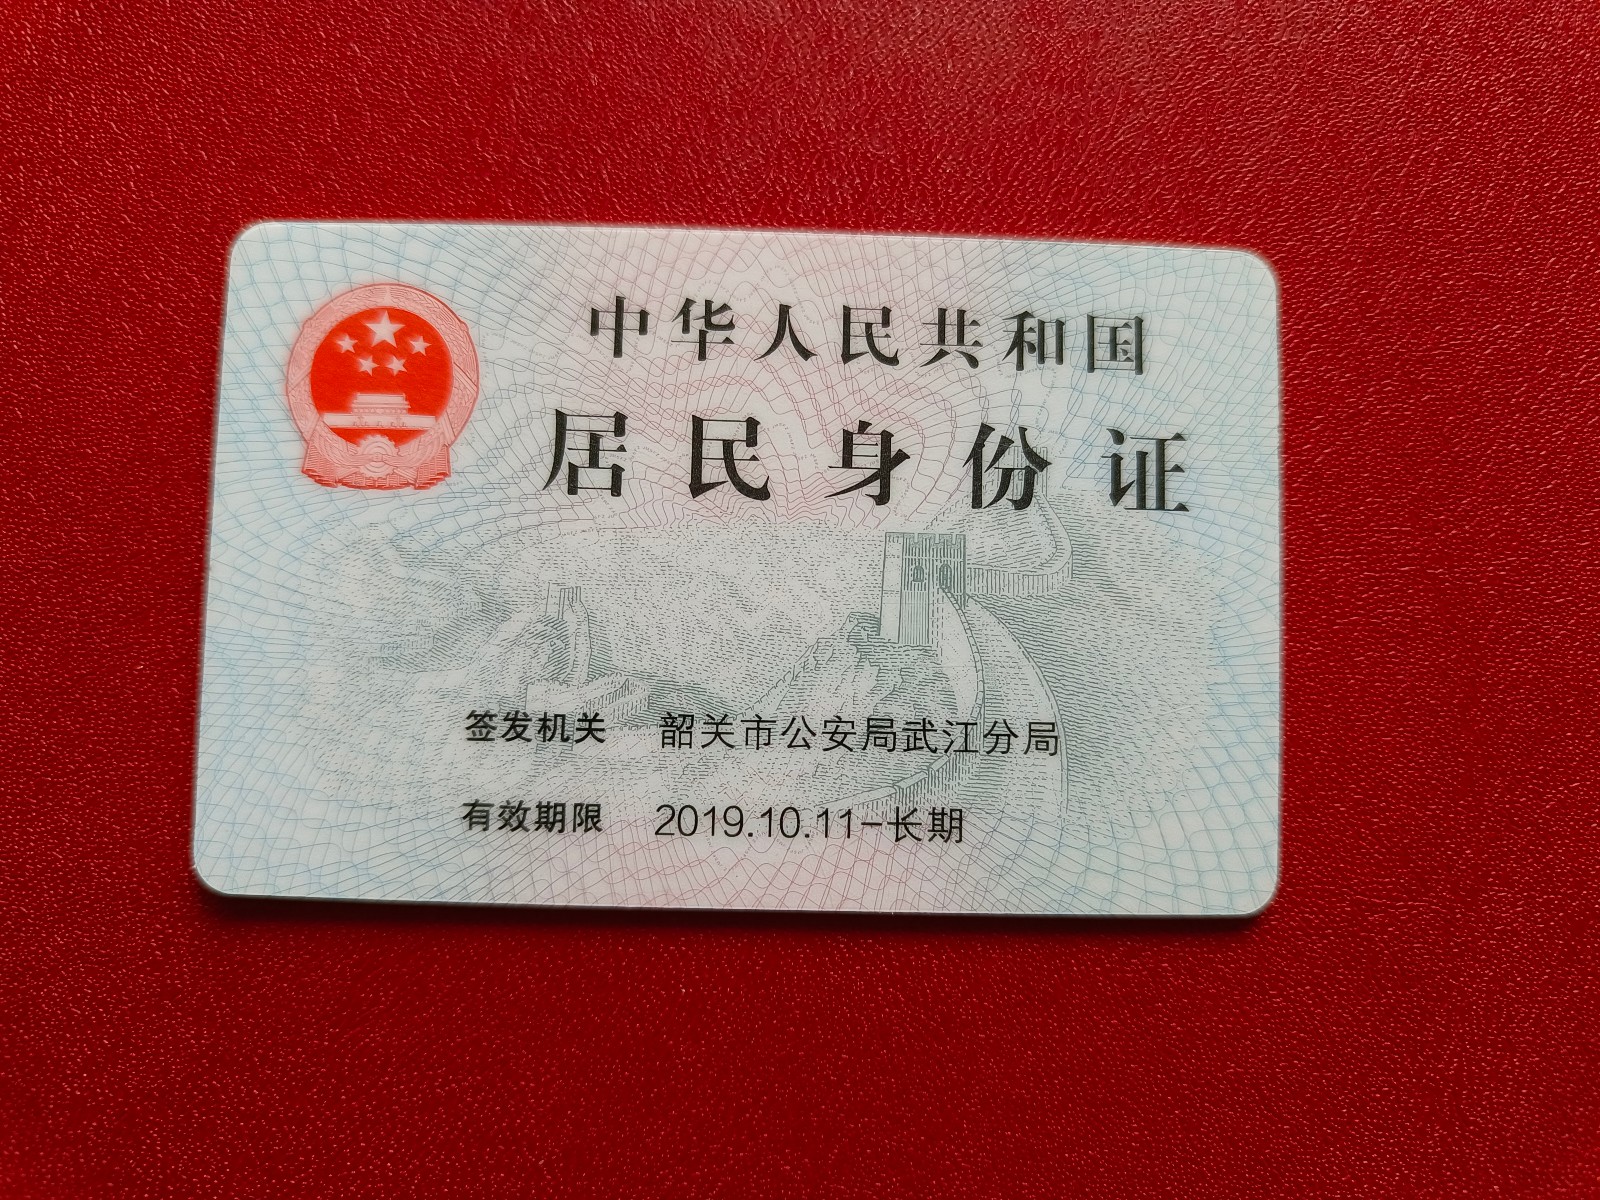 中华人民共和国
居民身份证
签发机关 韶关市公安局武江分局
有效期限 2019.10.11-长期